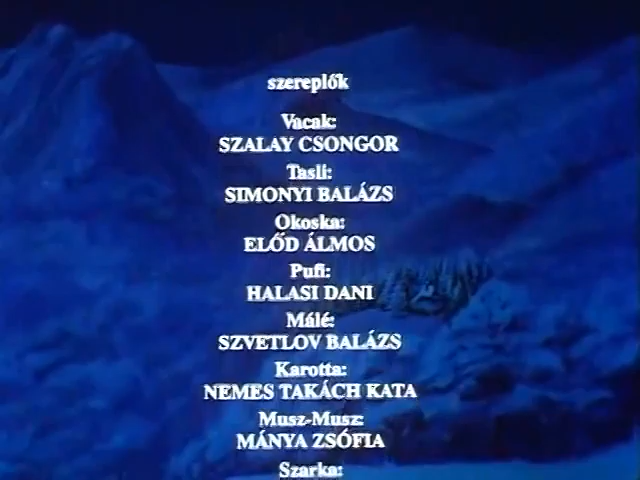 szereplők
Vacak:
SZALAY CSONGOR
Tasli:
SIMONYI BALÁZS
Okoska:
ELŐD ÁLMOS
Pufi:
HALASI DANI
Málé:
SZVETLOV BALÁZS
Karotta:
NEMES TAKÁCH KATA
Musz-Musz:
MÁNYA ZSÓFIA
Szarka: